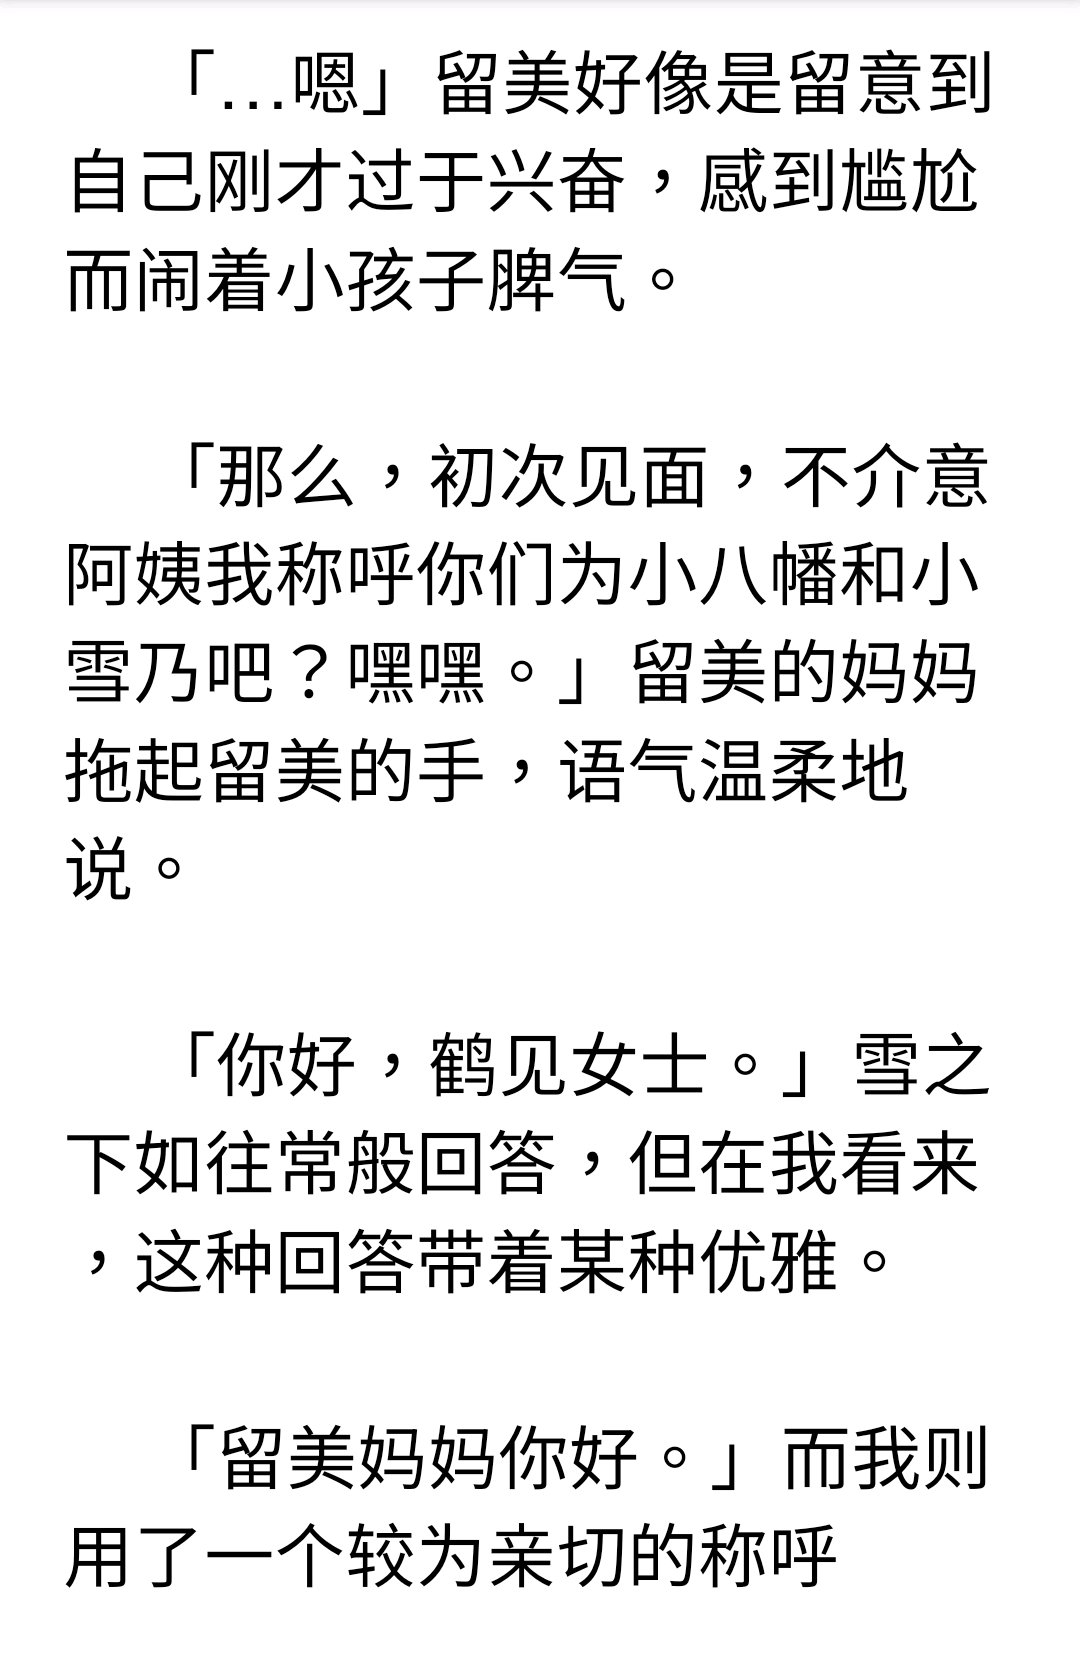 「…嗯」留美好像是留意到
自己刚才过于兴奋，感到尴尬
而闹着小孩子脾气。
「那么，初次见面，不介意
阿姨我称呼你们为小八幡和小
雪乃吧？嘿嘿。」留美的妈妈
拖起留美的手，语气温柔地
说。
「你好，鹤见女士。」雪之
下如往常般回答，但在我看来
，这种回答带着某种优雅。
「留美妈妈你好。」而我则
用了一个较为亲切的称呼